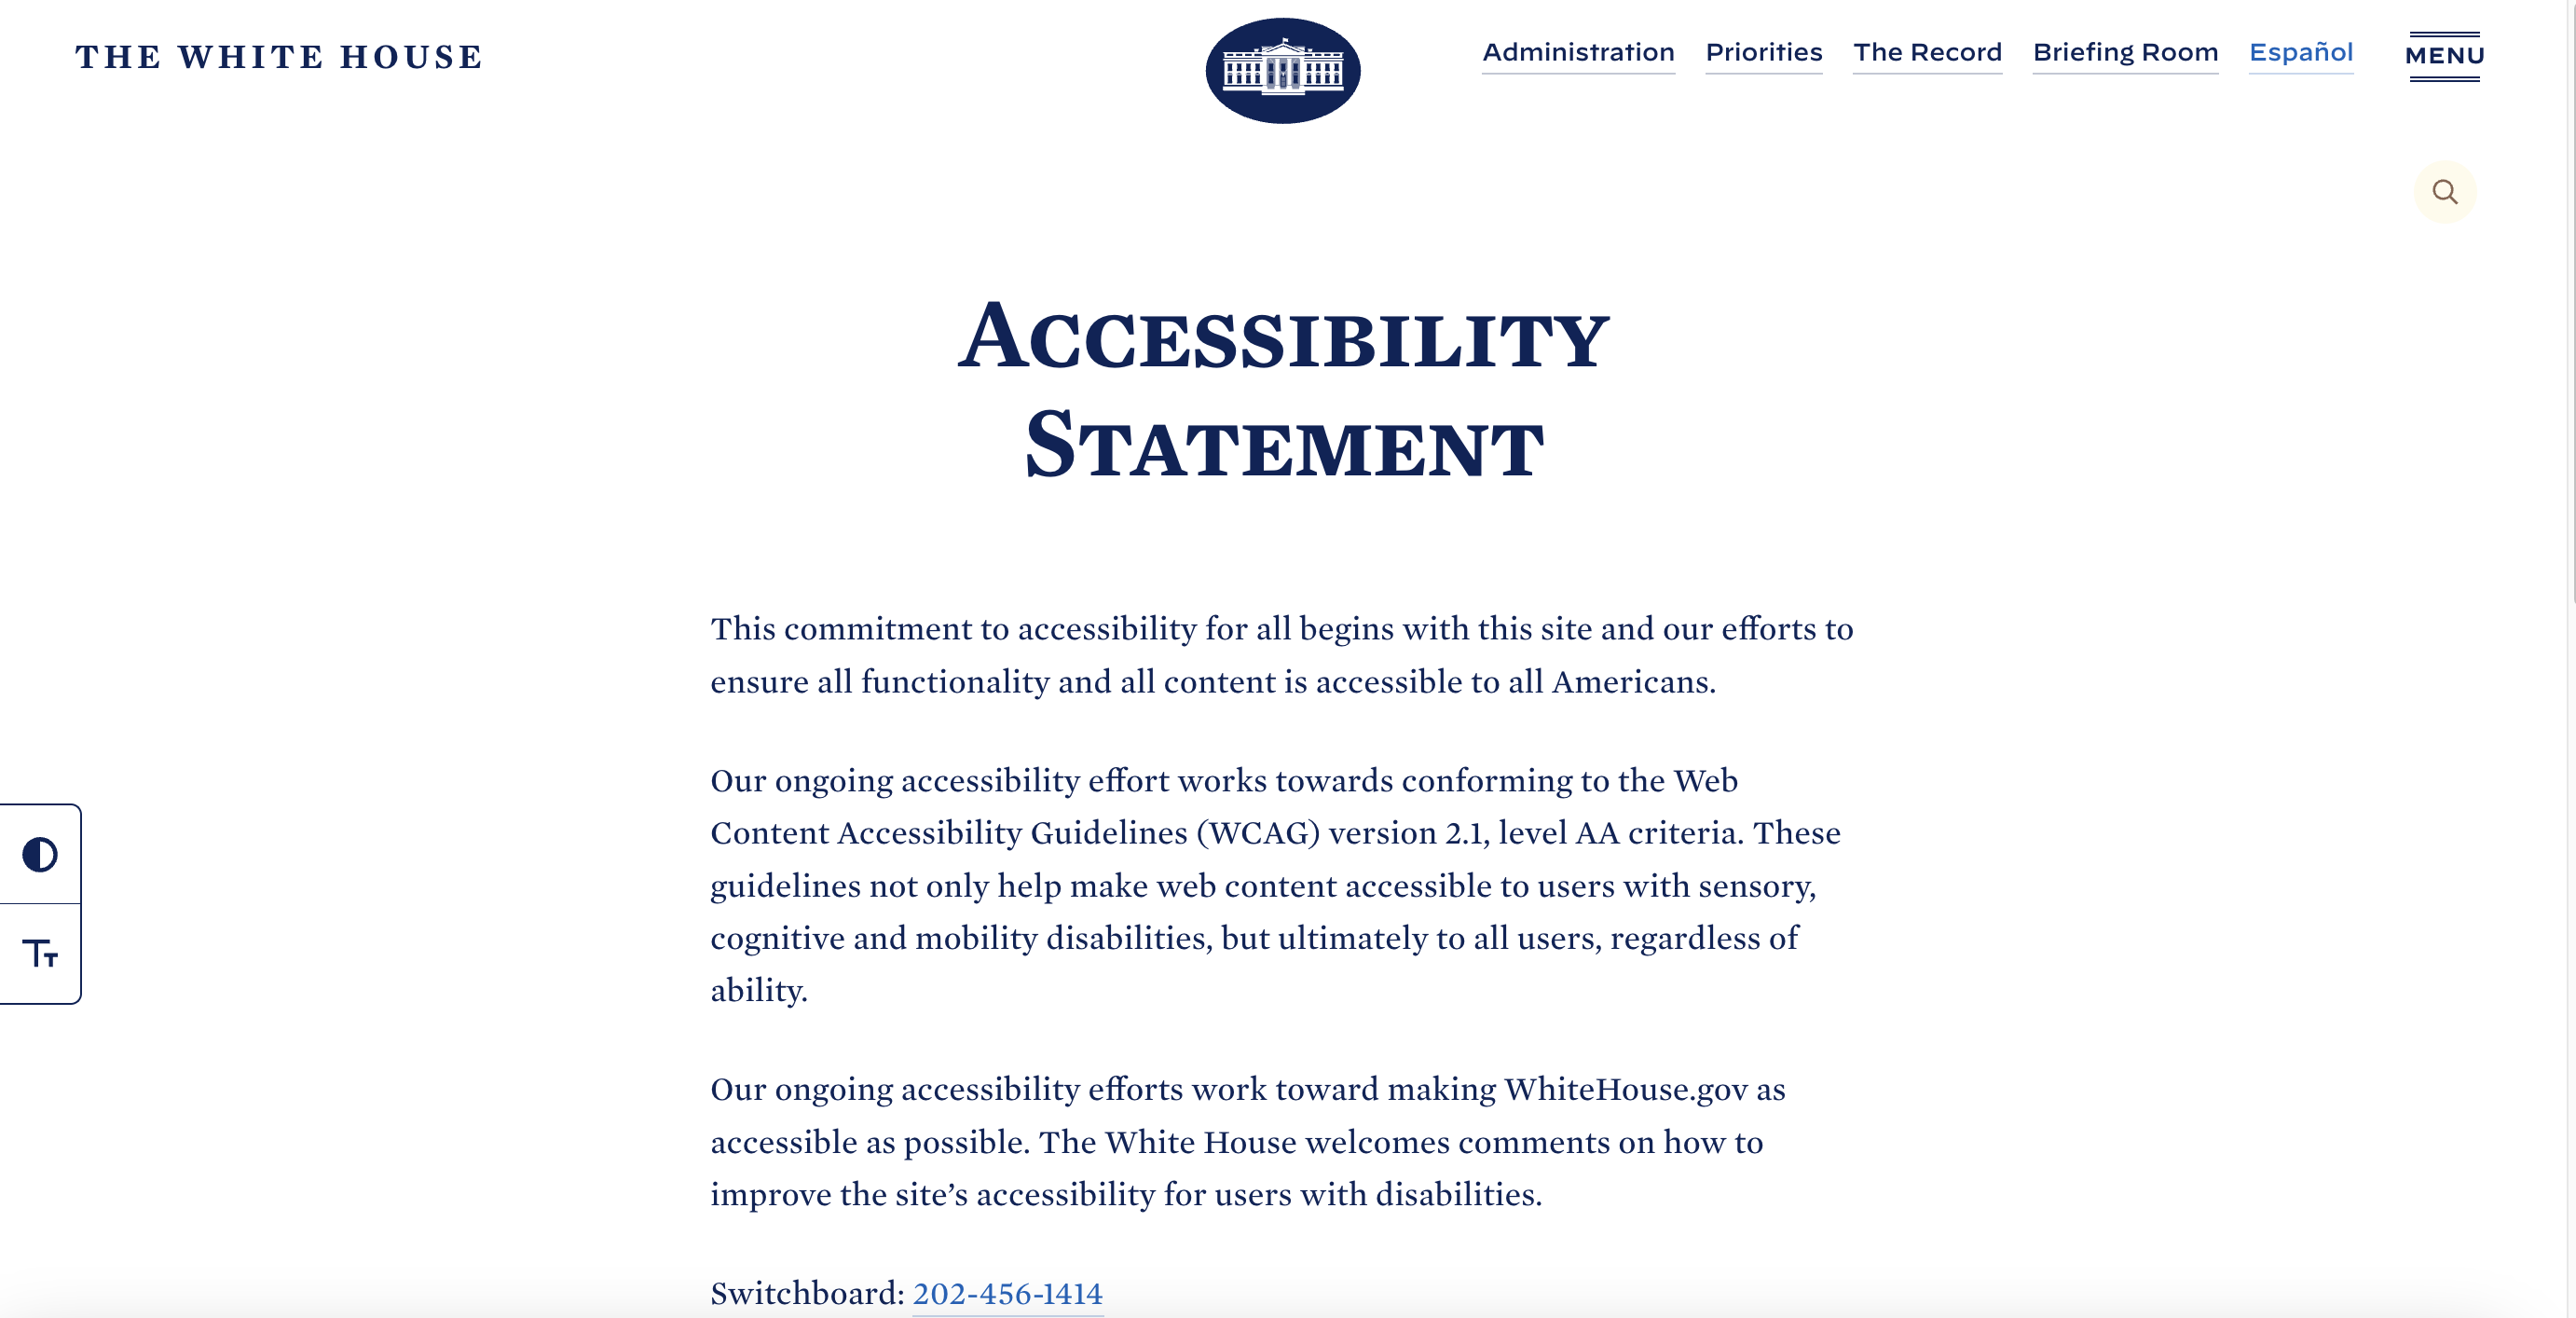 THE WHITE HOUSE
Administration
Priorities
The Record
Briefing Room
Español
MENU
Accessibility
Statement
This commitment to accessibility for all begins with this site and our efforts to
ensure all functionality and all content is accessible to all Americans.
Our ongoing accessibility effort works towards conforming to the Web
Content Accessibility Guidelines (WCAG) version 2.1, level AA criteria. These
guidelines not only help make web content accessible to users with sensory,
cognitive and mobility disabilities, but ultimately to all users, regardless of
ability.
Our ongoing accessibility efforts work toward making WhiteHouse.gov as
accessible as possible. The White House welcomes comments on how to
improve the site’s accessibility for users with disabilities.
Switchboard: 202-456-1414
Tt